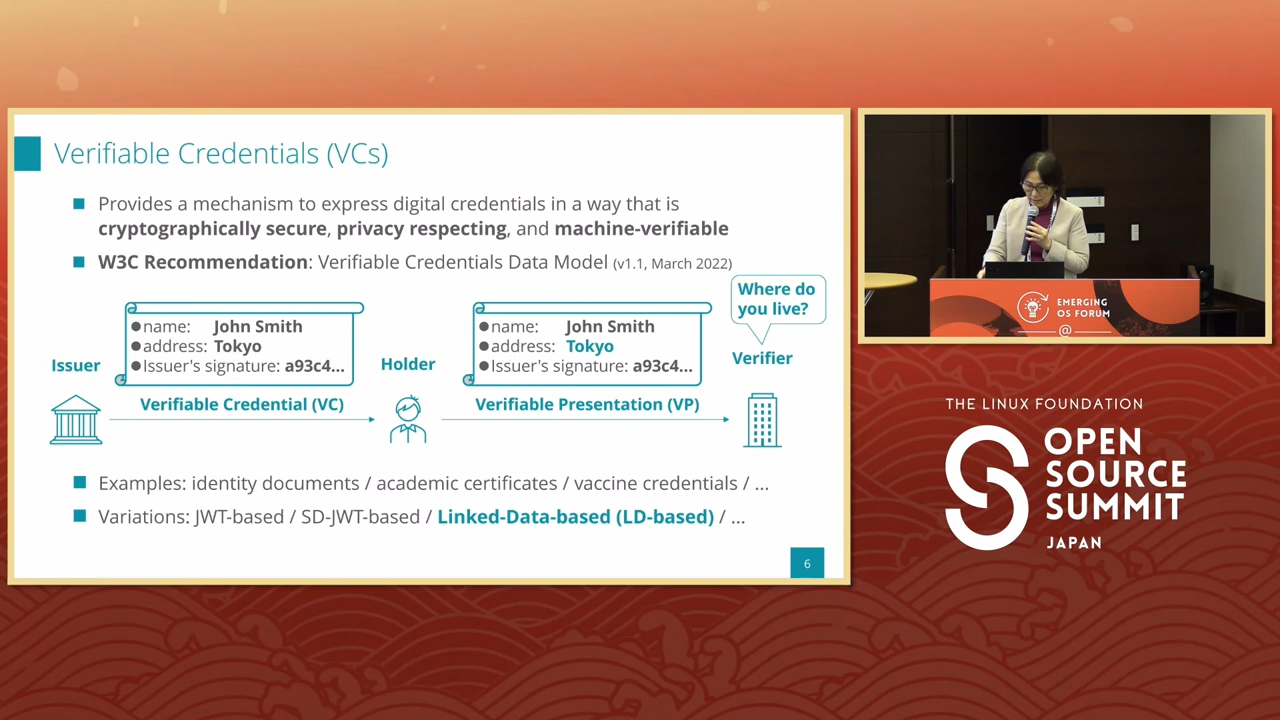 Verifiable Credentials (VCs)
Provides a mechanism to express digital credentials in a way that is
cryptographically secure, privacy respecting, and machine-verifiable
W3C Recommendation: Verifiable Credentials Data Model (v1.1, March 2022)
Where do
you live?
name: John Smith
address: Tokyo
Issuer's signature: a93c4...
name: John Smith
address: Tokyo
Issuer's signature: a93c4...
Issuer
Holder
Verifier
Verifiable Credential (VC)
Verifiable Presentation (VP)
Examples: identity documents / academic certificates / vaccine credentials / ...
Variations: JWT-based / SD-JWT-based / Linked-Data-based (LD-based) / ...
6
EMERGING
OS FORUM
@
THE LINUX FOUNDATION
OPEN
SOURCE
SUMMIT
JAPAN